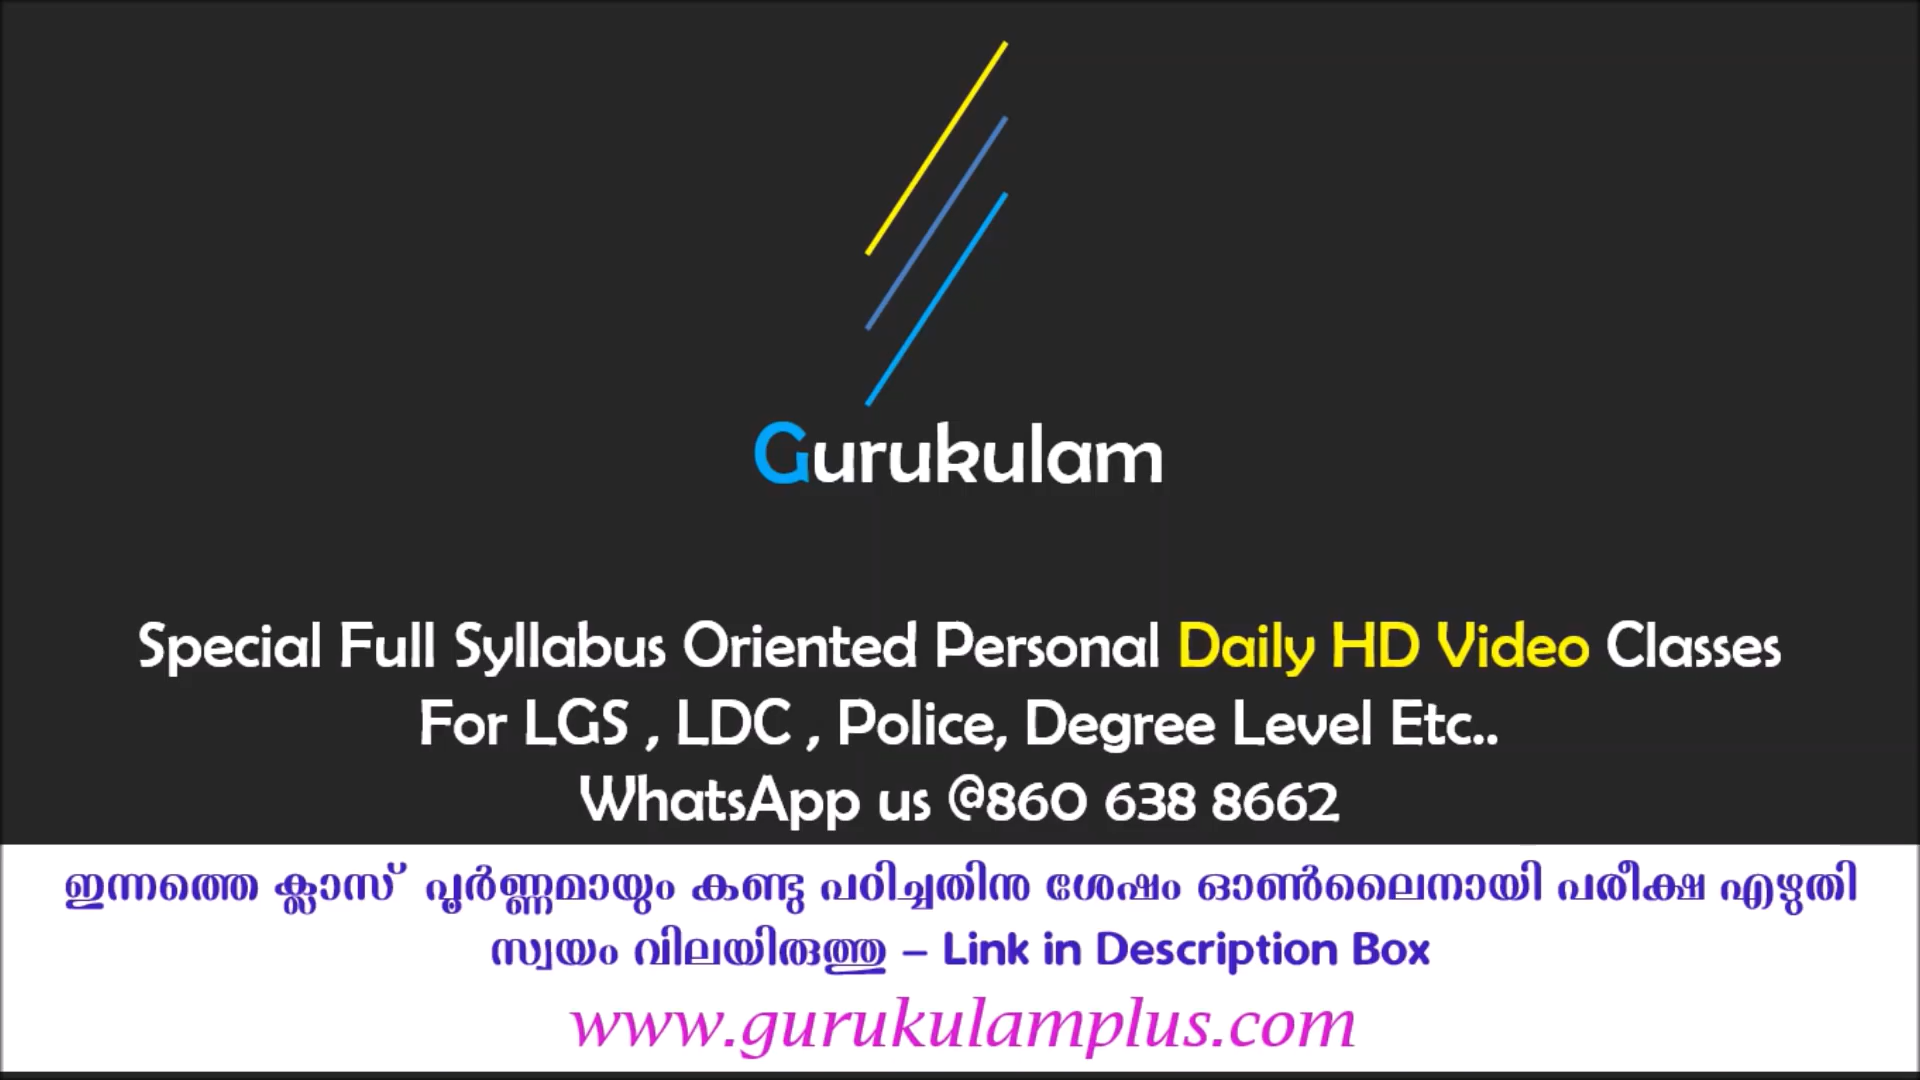 Gurukulam
Special Full Syllabus Oriented Personal Daily HD Video Classes
For LGS , LDC , Police, Degree Level Etc..
WhatsApp us @860 638 8662
ഇന്നത്തെ ക്ലാസ് പൂർണ്ണമായും കണ്ടു പഠിച്ചതിനു ശേഷം ഓൺലൈനായി പരീക്ഷ എഴുതി
സ്വയം വിലയിരുത്തു – Link in Description Box
www.gurukulamplus.com